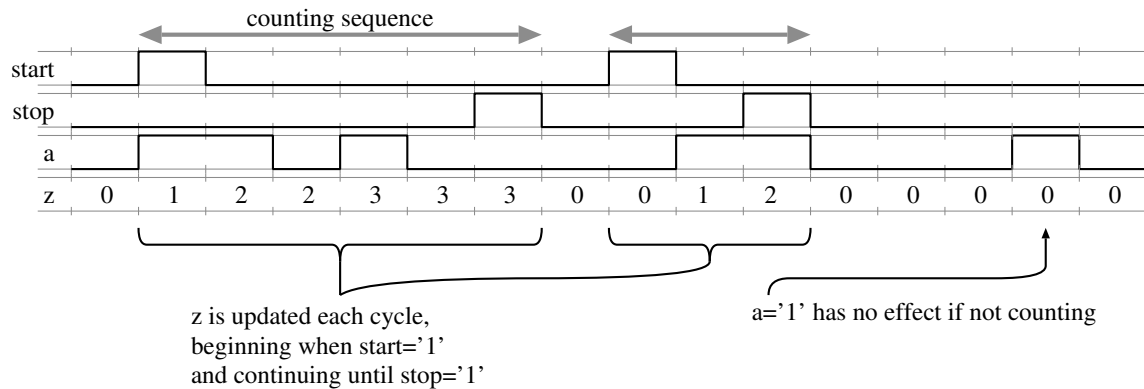 counting sequence
start
stop
a
z 0 1 2 2 3 3 3 0 0 1 2 0 0 0 0 0
z is updated each cycle,
beginning when start='1'
and continuing until stop='1'
a='1' has no effect if not counting